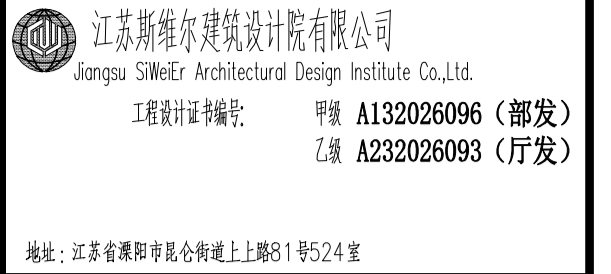 江苏斯维尔建筑设计院有限公司
Jiangsu SiWeiEr Architectural Design Institute Co.,Ltd.
工程设计证书编号: 甲级 A132026096（部发）
乙级 A232026093（厅发）
地址：江苏省溧阳市昆仑街道上上路81号524室